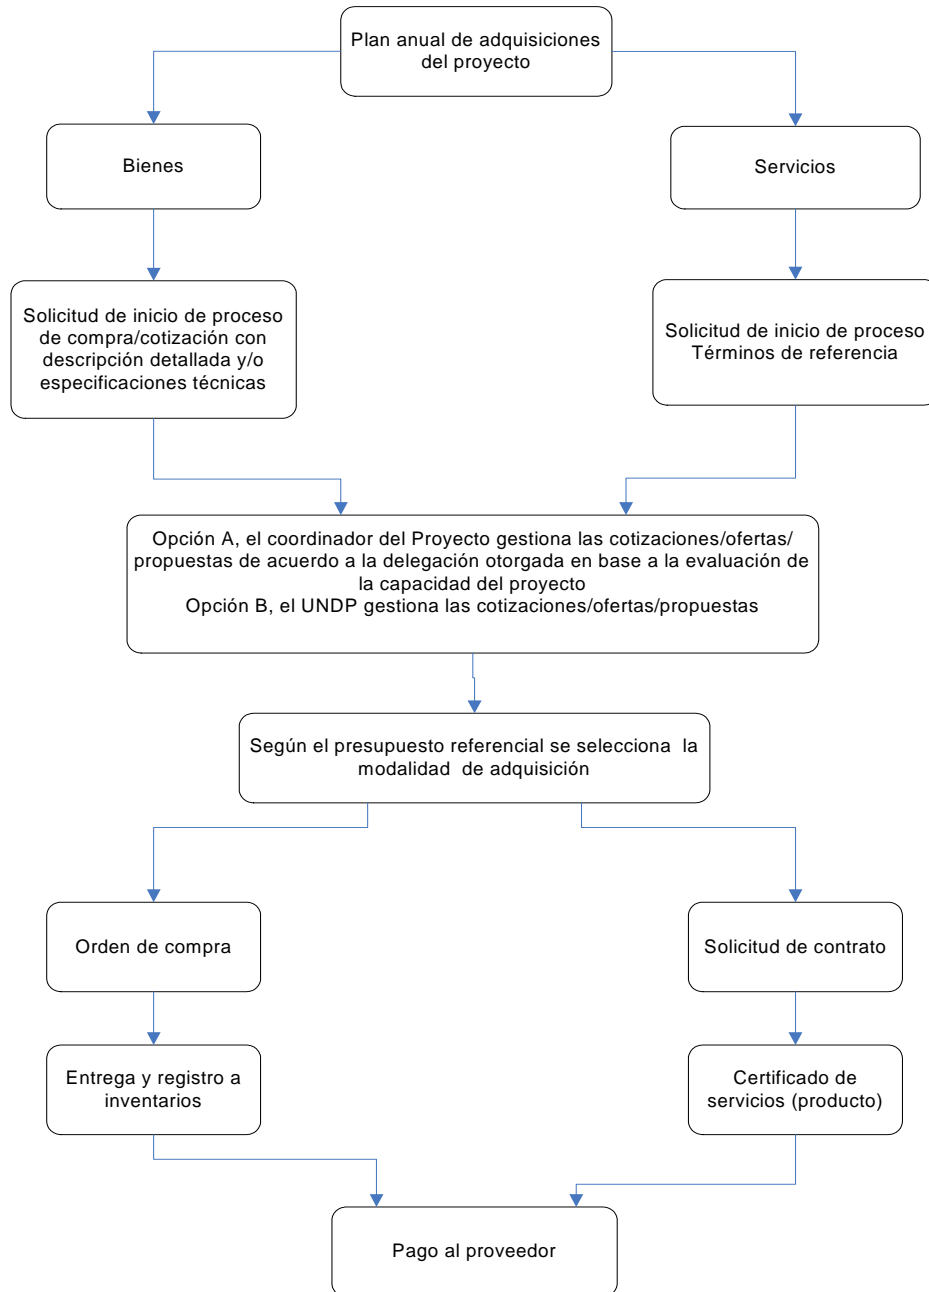 Plan anual de adquisiciones
del proyecto
Bienes
Servicios
Solicitud de inicio de proceso
de compra/cotización con
descripción detallada y/o
especificaciones técnicas
Solicitud de inicio de proceso
Términos de referencia
Opción A, el coordinador del Proyecto gestiona las cotizaciones/ofertas/
propuestas de acuerdo a la delegación otorgada en base a la evaluación de
la capacidad del proyecto
Opción B, el UNDP gestiona las cotizaciones/ofertas/propuestas
Según el presupuesto referencial se selecciona la
modalidad de adquisición
Orden de compra
Solicitud de contrato
Entrega y registro a
inventarios
Certificado de
servicios (producto)
Pago al proveedor